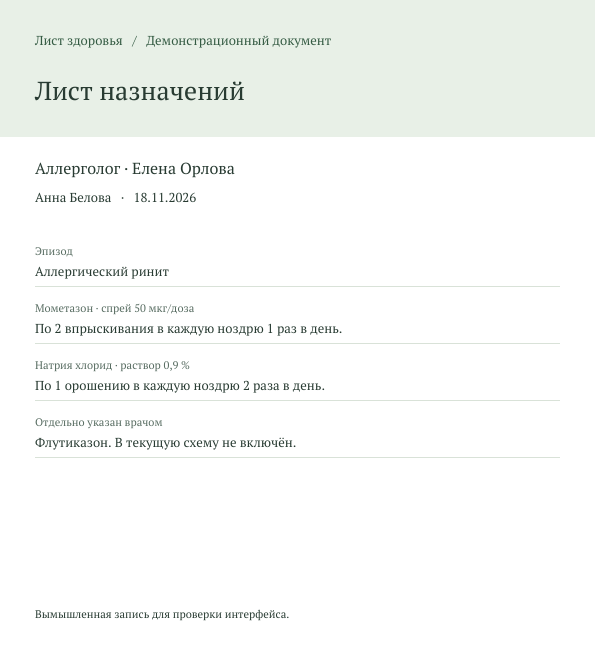 Лист здоровья / Демонстрационный документ
Лист назначений
Аллерголог · Елена Орлова
Анна Белова · 18.11.2026
Эпизод
Аллергический ринит
Мометазон · спрей 50 мкг/доза
По 2 впрыскивания в каждую ноздрю 1 раз в день.
Натрия хлорид · раствор 0,9 %
По 1 орошению в каждую ноздрю 2 раза в день.
Отдельно указан врачом
Флутиказон. В текущую схему не включён.
Вымышленная запись для проверки интерфейса.